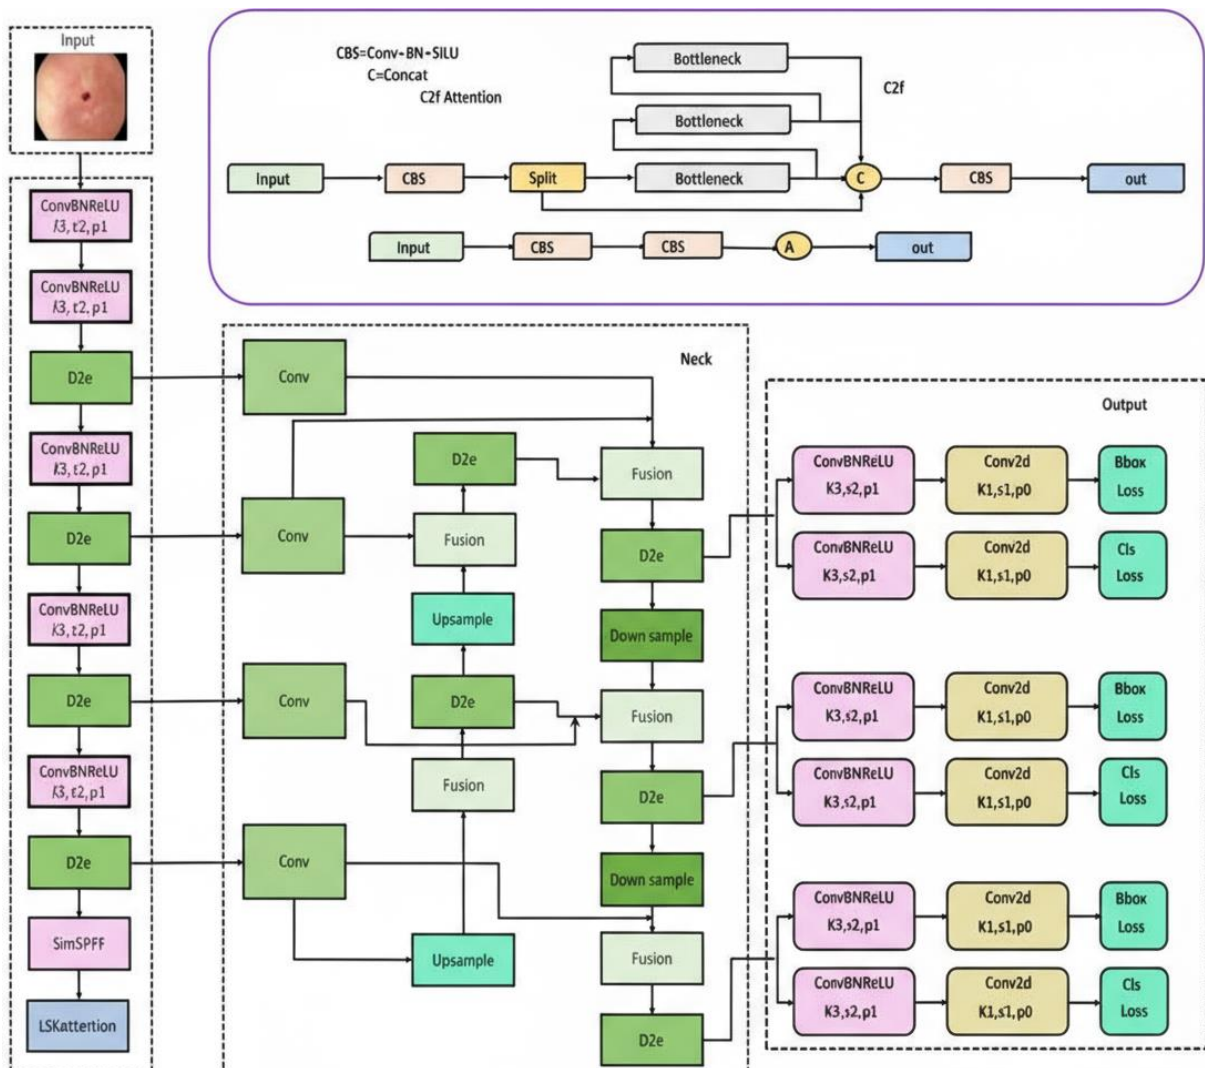 Input
ConvBNReLU
k3, t2, p1
ConvBNReLU
k3, t2, p1
D2e
ConvBNReLU
k3, t2, p1
D2e
ConvBNReLU
k3, t2, p1
D2e
ConvBNReLU
k3, t2, p1
D2e
SimSPFF
LSKattertion
CBS=Conv-BN-SiLU
C=Concat
C2f Attention
Bottleneck
C2f
Bottleneck
Input
CBS
Split
Bottleneck
C
CBS
out
Input
CBS
CBS
A
out
Neck
Conv
D2e
Fusion
Conv
Fusion
D2e
Upsample
Down sample
Conv
D2e
Fusion
Fusion
D2e
Conv
Down sample
Upsample
Fusion
D2e
Output
ConvBNReLU
K3,s2,p1
Conv2d
K1,s1,p0
Bbox
Loss
ConvBNReLU
K3,s2,p1
Conv2d
K1,s1,p0
Cls
Loss
ConvBNReLU
K3,s2,p1
Conv2d
K1,s1,p0
Bbox
Loss
ConvBNReLU
K3,s2,p1
Conv2d
K1,s1,p0
Cls
Loss
ConvBNReLU
K3,s2,p1
Conv2d
K1,s1,p0
Bbox
Loss
ConvBNReLU
K3,s2,p1
Conv2d
K1,s1,p0
Cls
Loss